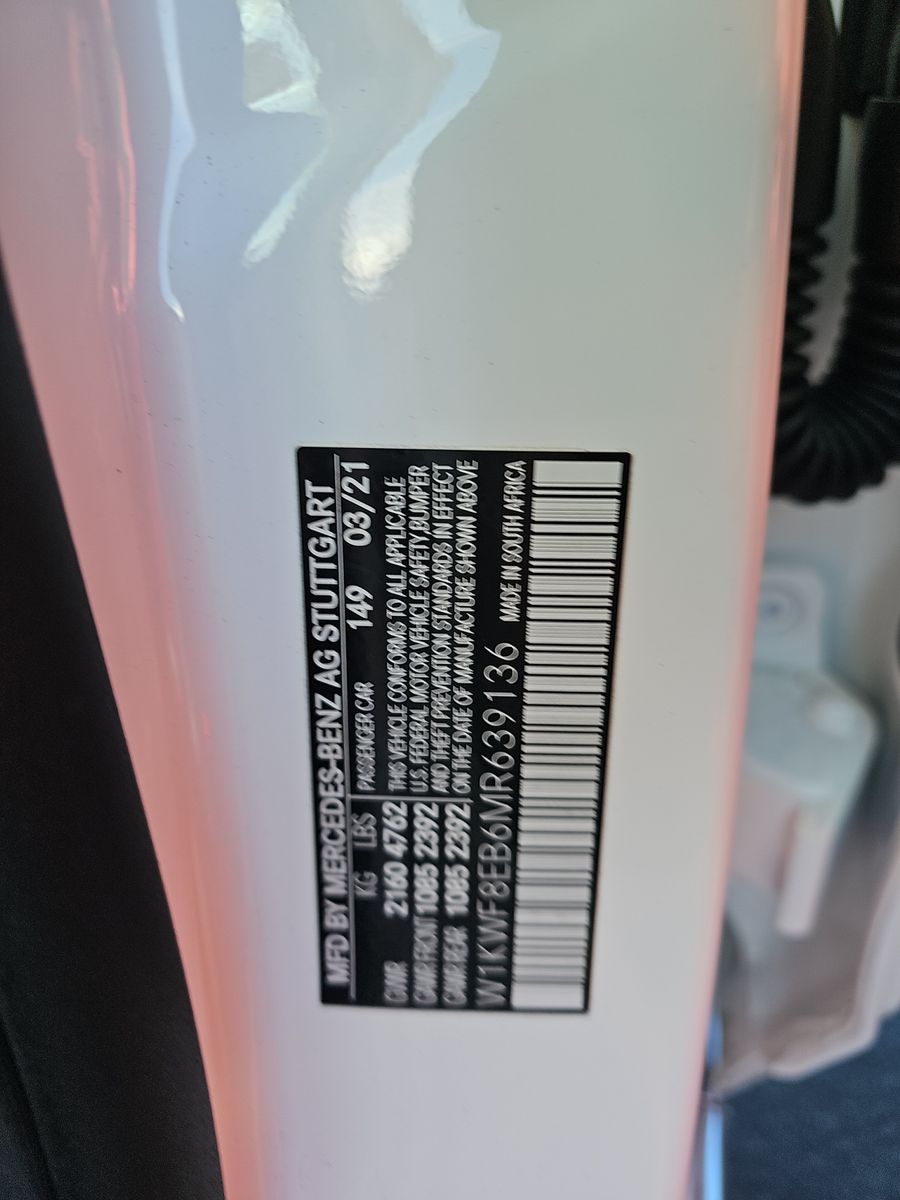 MFD BY MERCEDES-BENZ AG STUTTGART
KG LBS PASSENGER CAR 149 03/21
GVWR 2160 4762 THIS VEHICLE CONFORMS TO ALL APPLICABLE
GAWR FRONT 1085 2392 U.S. FEDERAL MOTOR VEHICLE SAFETY, BUMPER
GAWR REAR 1085 2392 AND THEFT PREVENTION STANDARDS IN EFFECT
ON THE DATE OF MANUFACTURE SHOWN ABOVE
W1KWF8EB6MR639136 MADE IN SOUTH AFRICA